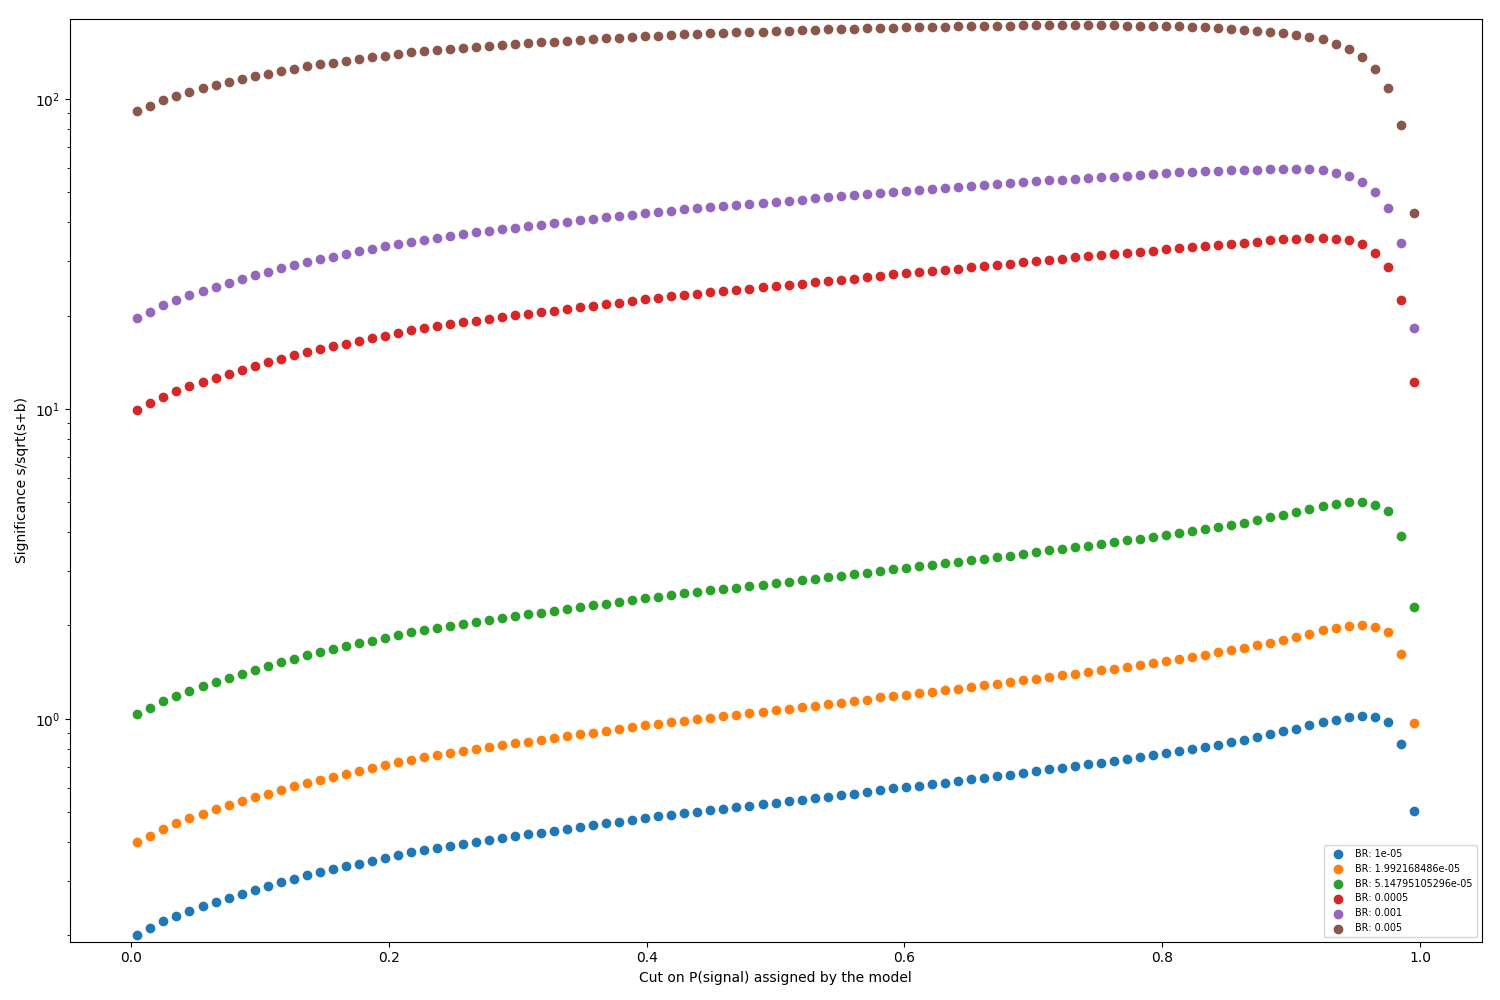 Significance s/sqrt(s+b)
10²
10¹
10⁰
0.0 0.2 0.4 0.6 0.8 1.0
Cut on P(signal) assigned by the model
BR: 1e-05
BR: 1.992168486e-05
BR: 5.14795105296e-05
BR: 0.0005
BR: 0.001
BR: 0.005